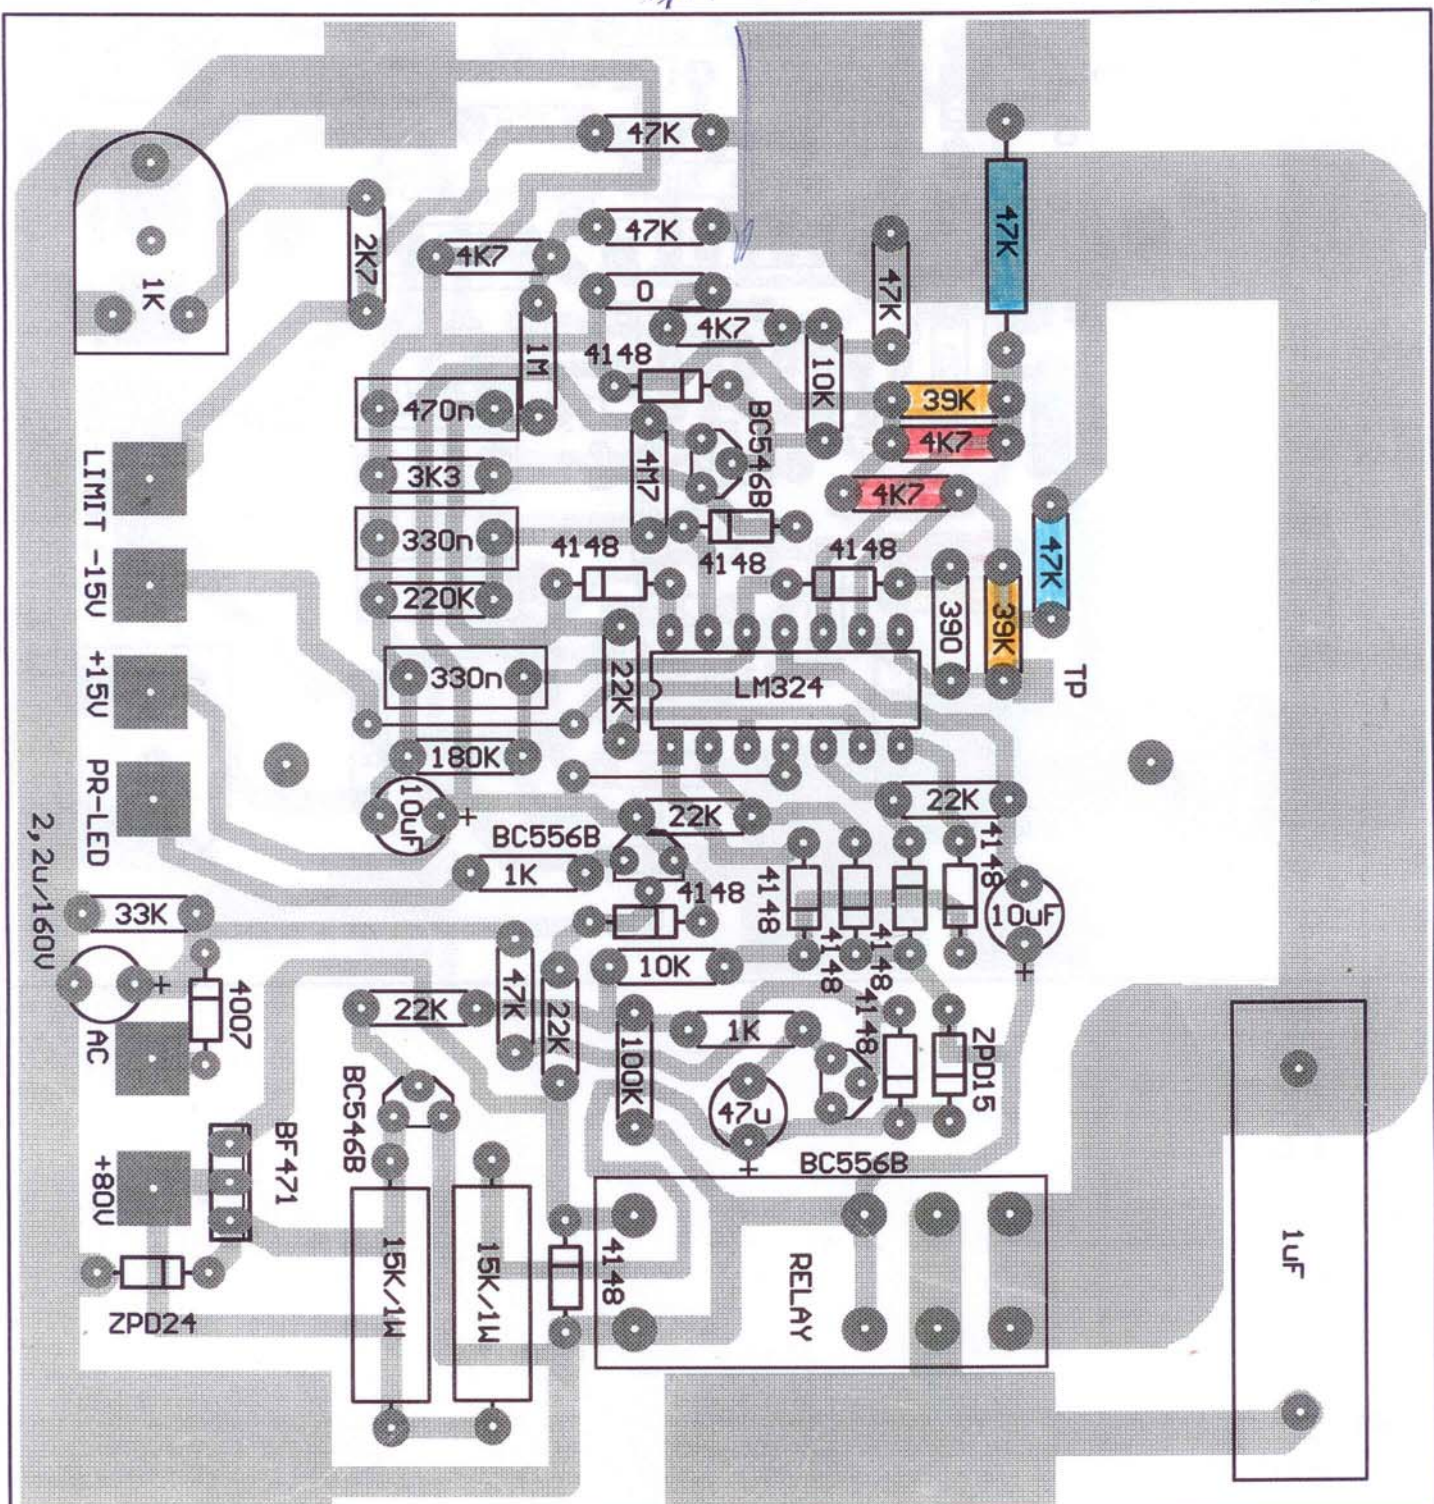 47K
47K
2K7
4K7
47K
47K
1K
0
4K7
1M
10K
4148
470n
39K
BC546B
4K7
LIMIT
3K3
4M7
4K7
-15V
330n
4148
4148
4148
47K
220K
390
39K
+15V
330n
22K
LM324
TP
180K
PR-LED
10uF
+
22K
22K
BC556B
4148
2,2u/160V
1K
4148
4148
10uF
33K
+
10K
4148
4148
+
4007
47K
22K
22K
4148
AC
100K
1K
ZPD15
BC546B
47u
+
BF471
BC556B
+80V
15K/1W
15K/1W
4148
RELAY
1uF
ZPD24